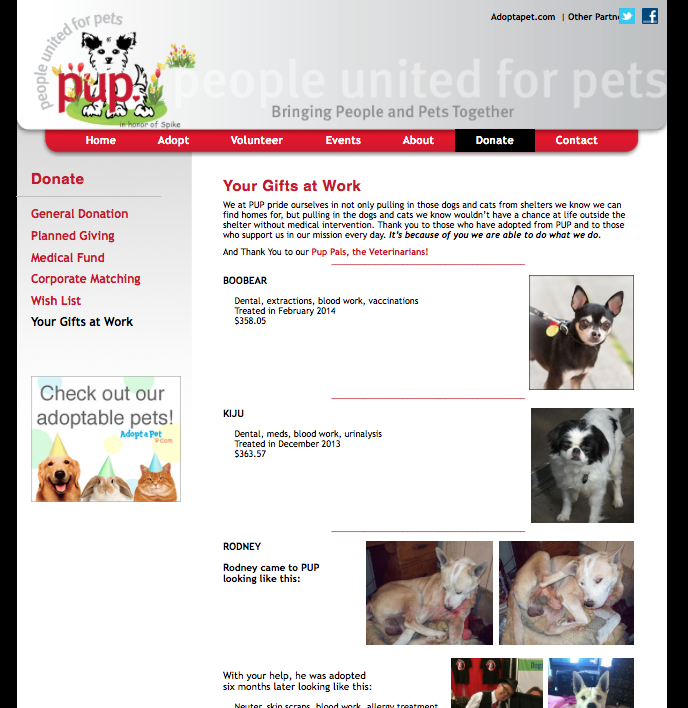 Adoptapet.com | Other Partn
people united for pets
pup
in honor of Spike
people united for pets
Bringing People and Pets Together
Home Adopt Volunteer Events About Donate Contact
Donate
General Donation
Planned Giving
Medical Fund
Corporate Matching
Wish List
Your Gifts at Work
Check out our
adoptable pets!
Adopt a Pet
.com
Your Gifts at Work
We at PUP pride ourselves in not only pulling in those dogs and cats from shelters we know we can
find homes for, but pulling in the dogs and cats we know wouldn't have a chance at life outside the
shelter without medical intervention. Thank you to those who have adopted from PUP and to those
who support us in our mission every day. It's because of you we are able to do what we do.
And Thank You to our Pup Pals, the Veterinarians!
BOOBEAR
Dental, extractions, blood work, vaccinations
Treated in February 2014
$358.05
KIJU
Dental, meds, blood work, urinalysis
Treated in December 2013
$363.57
RODNEY
Rodney came to PUP
looking like this:
With your help, he was adopted
six months later looking like this:
Neuter, skin scraps, blood work, allergy treatment